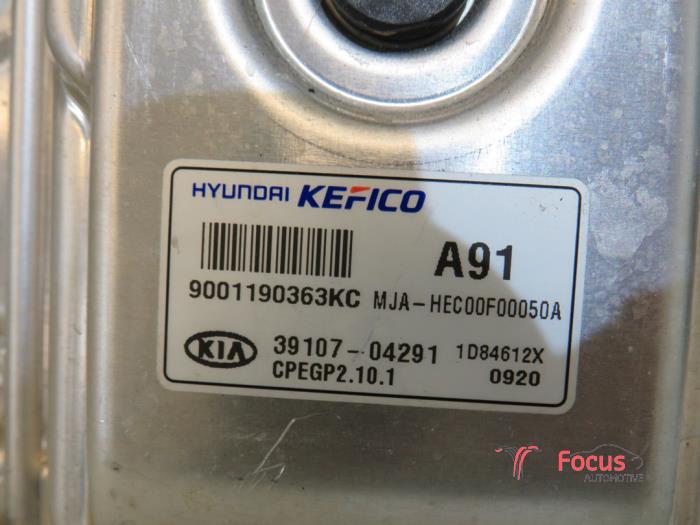 HYUNDAI KEFICO
A91
9001190363KC MJA-HEC00F00050A
KIA 39107-04291 1D84612X
CPEGP2.10.1 0920
Focus
AUTOMOTIVE